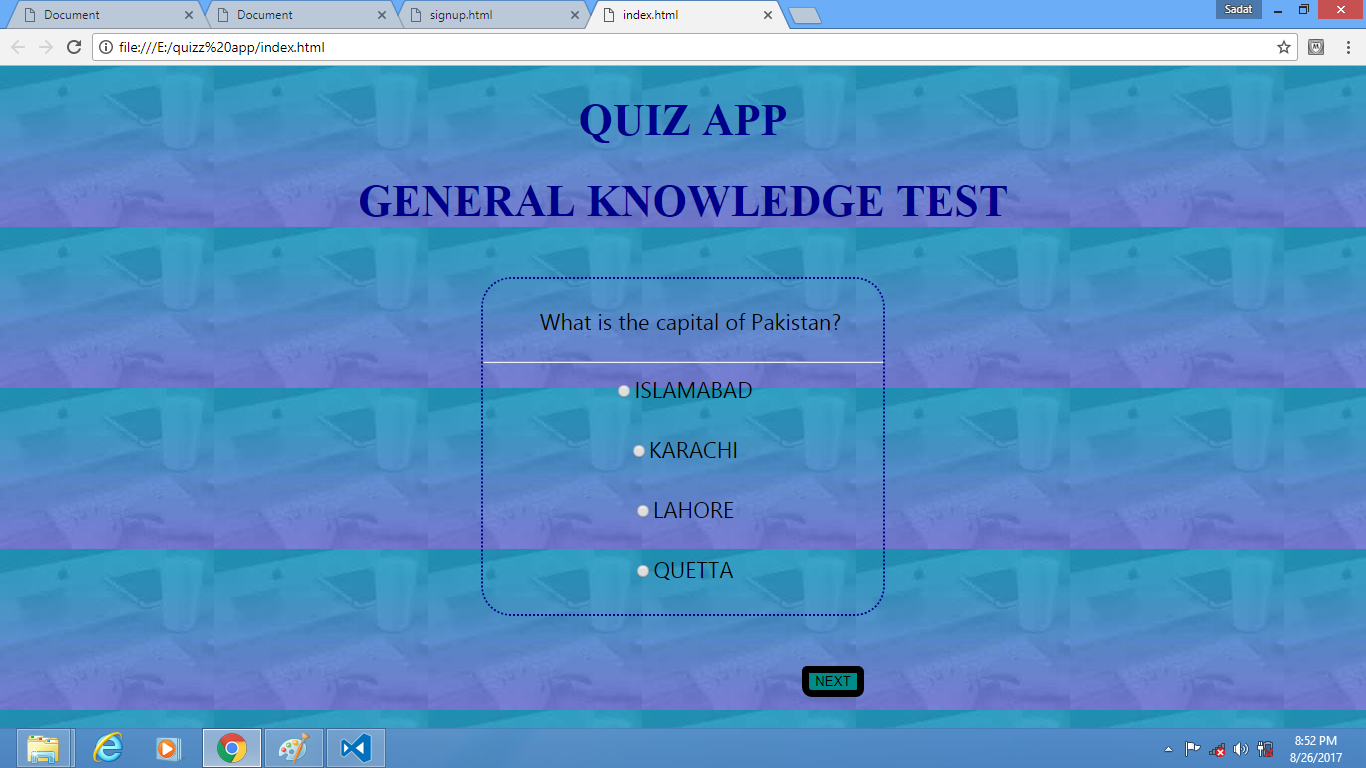 Document
Document
signup.html
index.html
Sadat
file:///E:/quizz%20app/index.html
QUIZ APP
GENERAL KNOWLEDGE TEST
What is the capital of Pakistan?
ISLAMABAD
KARACHI
LAHORE
QUETTA
NEXT
8:52 PM
8/26/2017